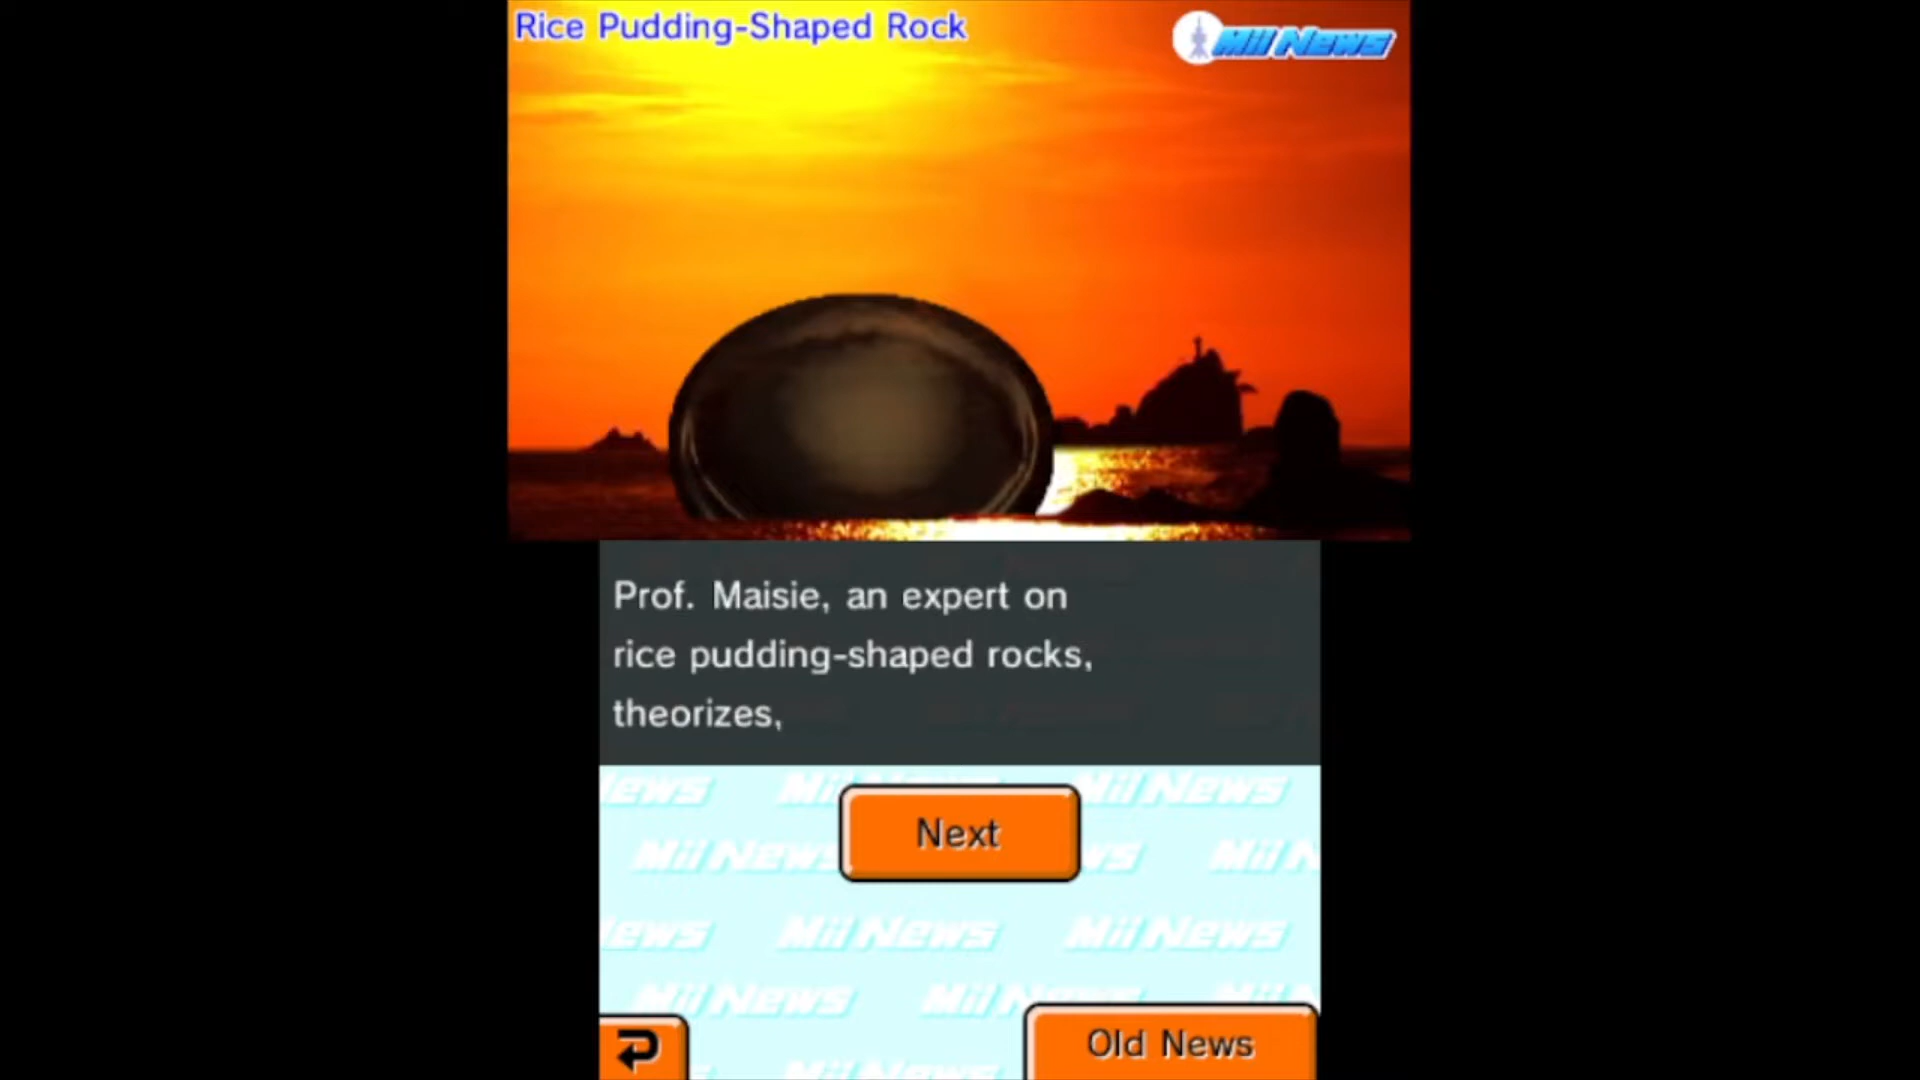 Rice Pudding-Shaped Rock
Mii News
Prof. Maisie, an expert on
rice pudding-shaped rocks,
theorizes,
Next
Old News